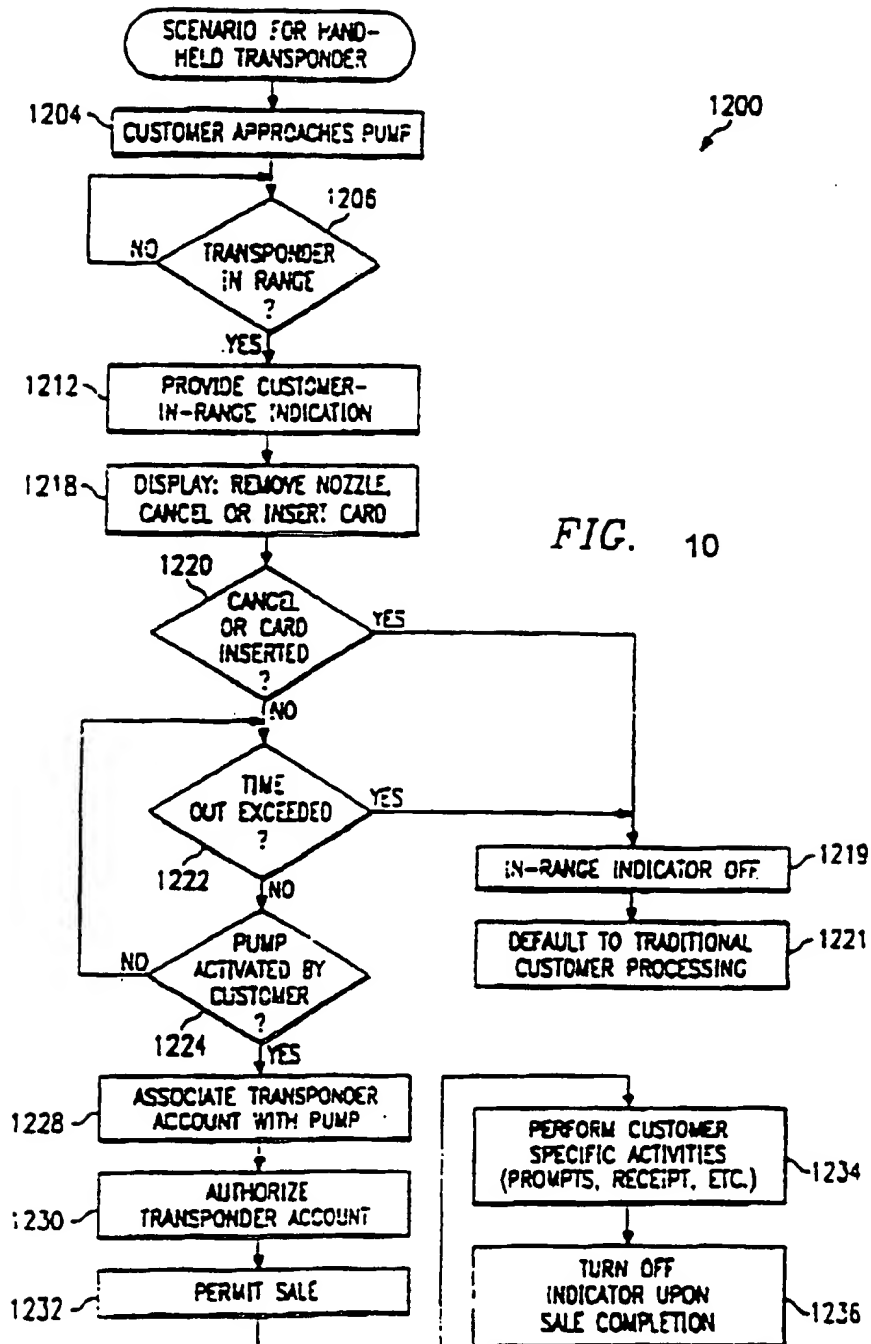 SCENARIO FOR HAND-
HELD TRANSPONDER
1200
1204
CUSTOMER APPROACHES PUMP
1206
NO
TRANSPONDER
IN RANGE
?
YES
1212
PROVIDE CUSTOMER-
IN-RANGE INDICATION
1218
DISPLAY: REMOVE NOZZLE,
CANCEL OR INSERT CARD
FIG. 10
1220
CANCEL
OR CARD
INSERTED
?
YES
NO
TIME
OUT EXCEEDED
?
YES
1222
NO
IN-RANGE INDICATOR OFF
1219
DEFAULT TO TRADITIONAL
CUSTOMER PROCESSING
1221
NO
PUMP
ACTIVATED BY
CUSTOMER
?
1224
YES
1228
ASSOCIATE TRANSPONDER
ACCOUNT WITH PUMP
1230
AUTHORIZE
TRANSPONDER ACCOUNT
1232
PERMIT SALE
PERFORM CUSTOMER
SPECIFIC ACTIVITIES
(PROMPTS, RECEIPT, ETC.)
1234
TURN OFF
INDICATOR UPON
SALE COMPLETION
1236